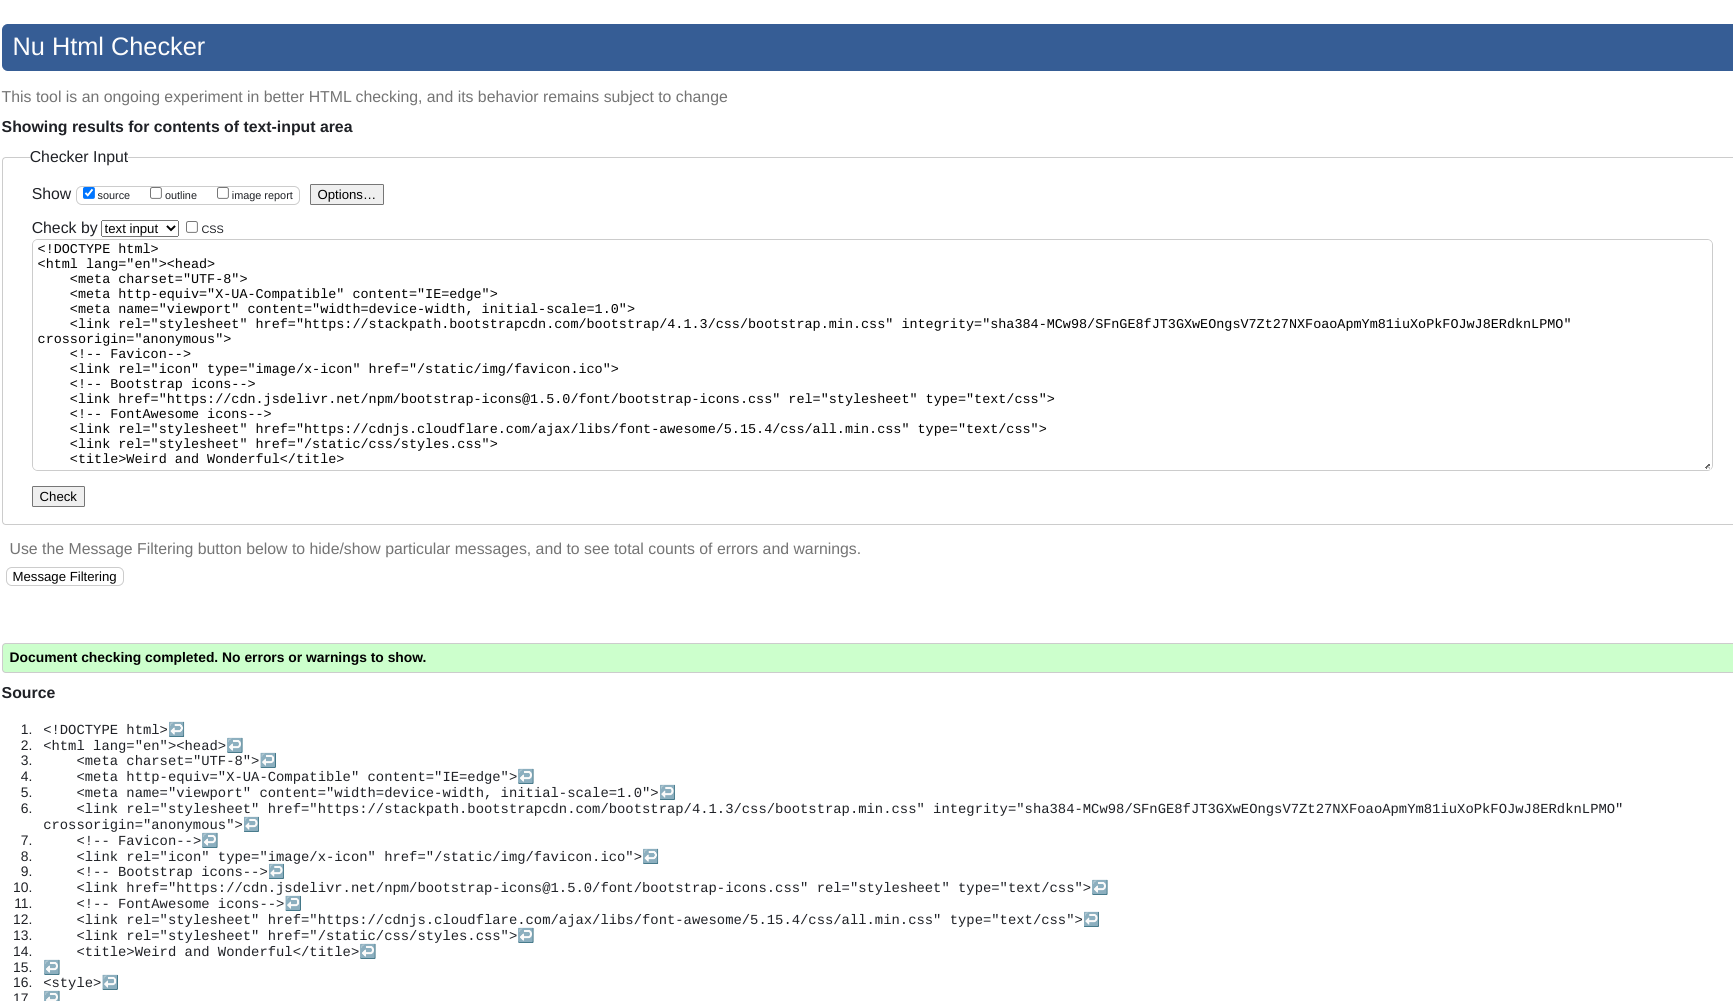 Nu Html Checker
This tool is an ongoing experiment in better HTML checking, and its behavior remains subject to change
Showing results for contents of text-input area
Checker Input
Show source outline image report Options…
Check by text input CSS
<!DOCTYPE html>
<html lang="en"><head>
    <meta charset="UTF-8">
    <meta http-equiv="X-UA-Compatible" content="IE=edge">
    <meta name="viewport" content="width=device-width, initial-scale=1.0">
    <link rel="stylesheet" href="https://stackpath.bootstrapcdn.com/bootstrap/4.1.3/css/bootstrap.min.css" integrity="sha384-MCw98/SFnGE8fJT3GXwEOngsV7Zt27NXFoaoApmYm81iuXoPkFOJwJ8ERdknLPMO"
crossorigin="anonymous">
    <!-- Favicon-->
    <link rel="icon" type="image/x-icon" href="/static/img/favicon.ico">
    <!-- Bootstrap icons-->
    <link href="https://cdn.jsdelivr.net/npm/bootstrap-icons@1.5.0/font/bootstrap-icons.css" rel="stylesheet" type="text/css">
    <!-- FontAwesome icons-->
    <link rel="stylesheet" href="https://cdnjs.cloudflare.com/ajax/libs/font-awesome/5.15.4/css/all.min.css" type="text/css">
    <link rel="stylesheet" href="/static/css/styles.css">
    <title>Weird and Wonderful</title>
Check
Use the Message Filtering button below to hide/show particular messages, and to see total counts of errors and warnings.
Message Filtering
Document checking completed. No errors or warnings to show.
Source
1. <!DOCTYPE html>↩
2. <html lang="en"><head>↩
3.     <meta charset="UTF-8">↩
4.     <meta http-equiv="X-UA-Compatible" content="IE=edge">↩
5.     <meta name="viewport" content="width=device-width, initial-scale=1.0">↩
6.     <link rel="stylesheet" href="https://stackpath.bootstrapcdn.com/bootstrap/4.1.3/css/bootstrap.min.css" integrity="sha384-MCw98/SFnGE8fJT3GXwEOngsV7Zt27NXFoaoApmYm81iuXoPkFOJwJ8ERdknLPMO"
crossorigin="anonymous">↩
7.     <!-- Favicon-->↩
8.     <link rel="icon" type="image/x-icon" href="/static/img/favicon.ico">↩
9.     <!-- Bootstrap icons-->↩
10.     <link href="https://cdn.jsdelivr.net/npm/bootstrap-icons@1.5.0/font/bootstrap-icons.css" rel="stylesheet" type="text/css">↩
11.     <!-- FontAwesome icons-->↩
12.     <link rel="stylesheet" href="https://cdnjs.cloudflare.com/ajax/libs/font-awesome/5.15.4/css/all.min.css" type="text/css">↩
13.     <link rel="stylesheet" href="/static/css/styles.css">↩
14.     <title>Weird and Wonderful</title>↩
15. ↩
16. <style>↩
17. ↩